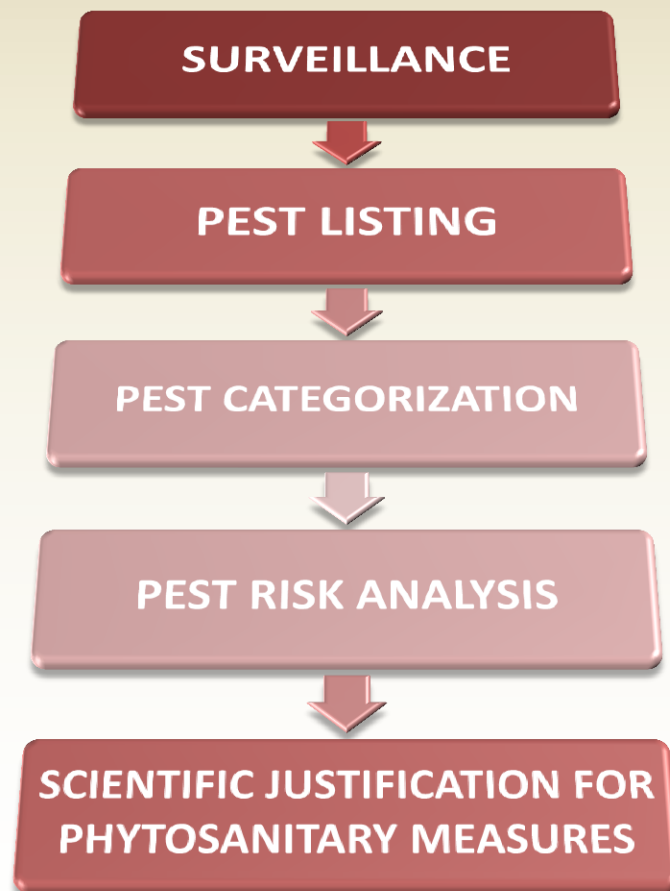 SURVEILLANCE
PEST LISTING
PEST CATEGORIZATION
PEST RISK ANALYSIS
SCIENTIFIC JUSTIFICATION FOR
PHYTOSANITARY MEASURES